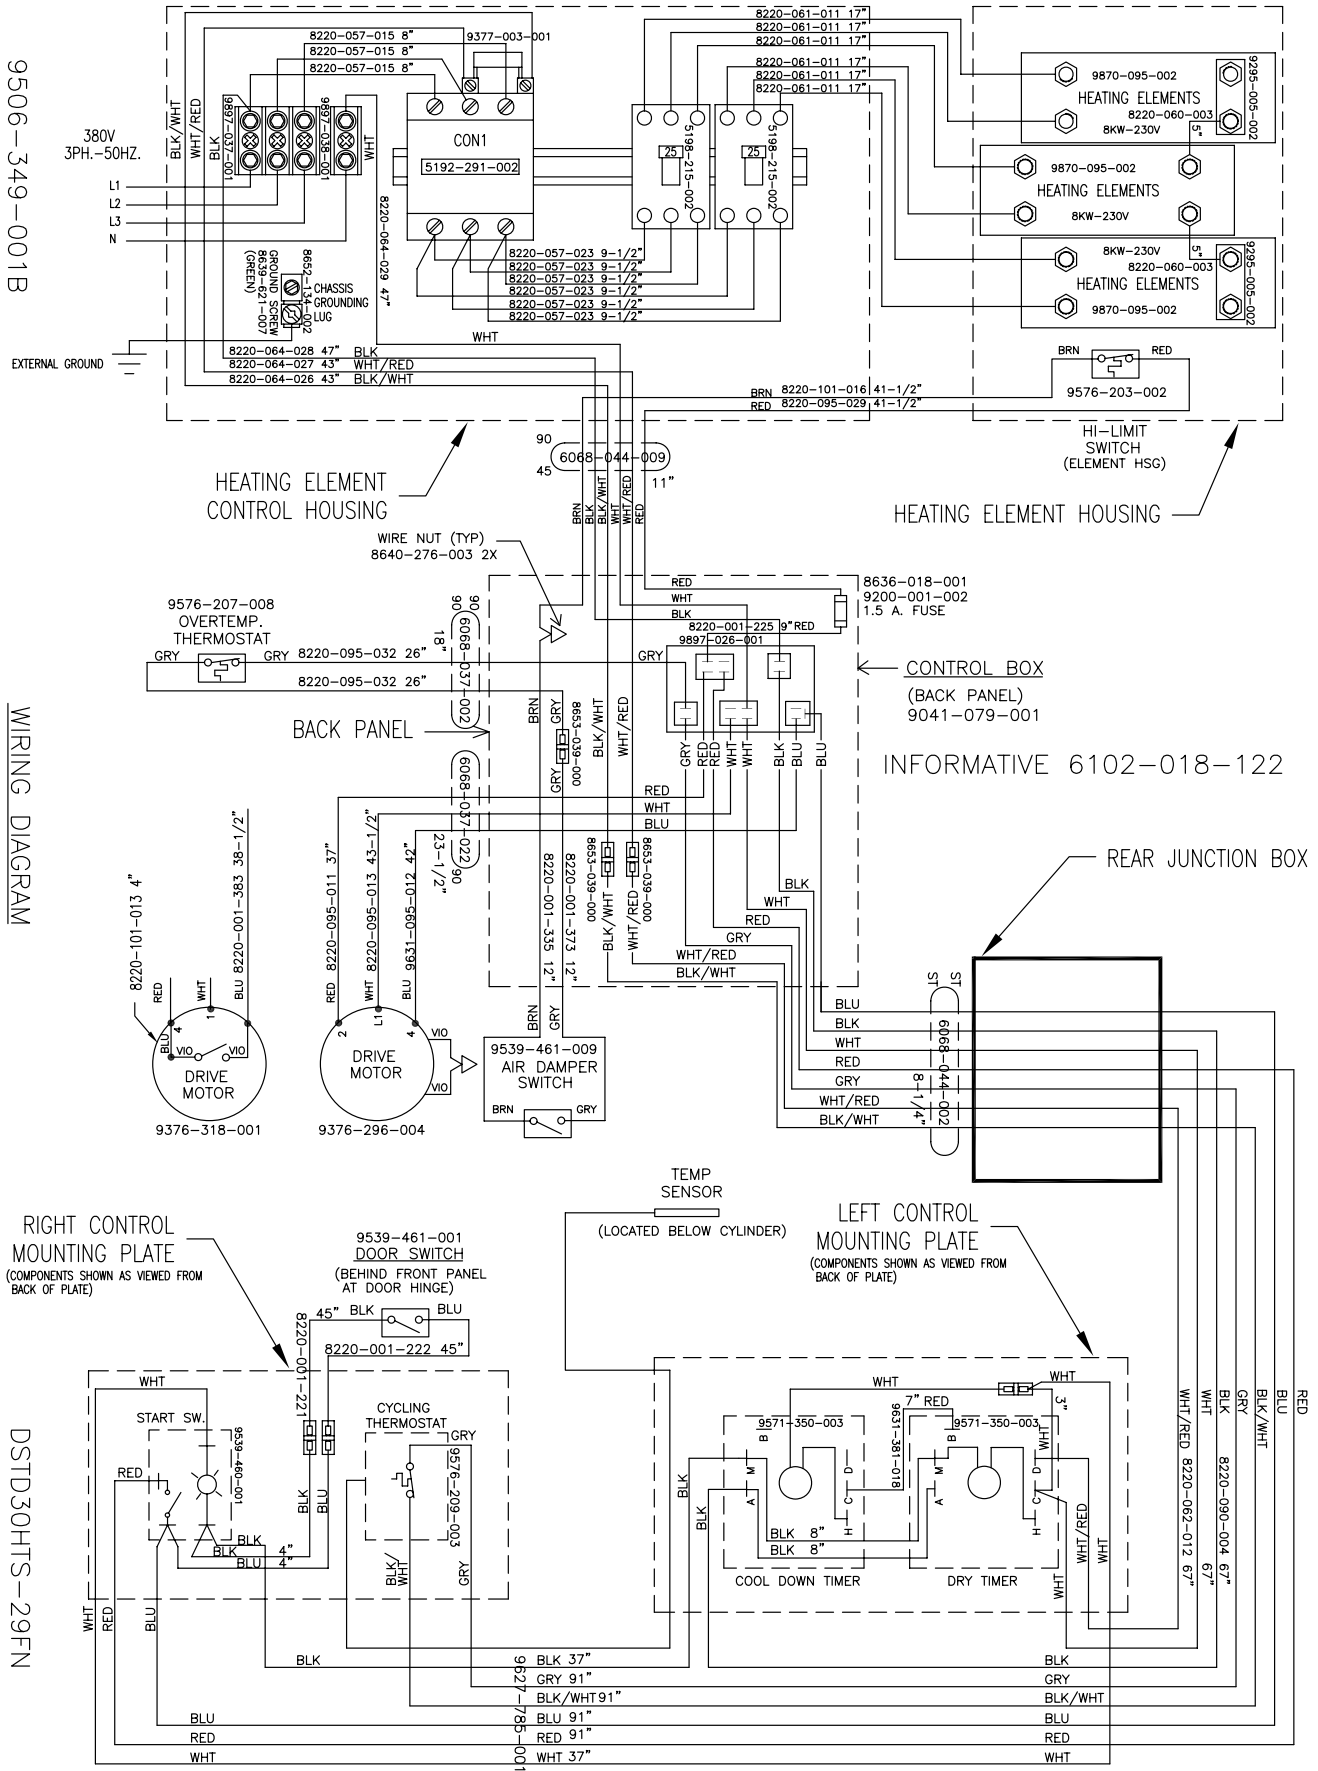 9506-349-001B
WIRING DIAGRAM
DSTD30HTS-29FN
380V
3PH.-50HZ.
L1
L2
L3
N
BLK/WHT
WHT/RED
BLK
9897-037-001
9897-038-001
WHT
8220-057-015 8"
8220-057-015 8"
8220-057-015 8"
9377-003-001
CON1
5192-291-002
8220-064-029 47"
8652-134-002
GROUND SCREW
8639-621-007
(GREEN)
CHASSIS
GROUNDING
LUG
EXTERNAL GROUND
8220-057-023 9-1/2"
8220-057-023 9-1/2"
8220-057-023 9-1/2"
8220-057-023 9-1/2"
8220-057-023 9-1/2"
8220-057-023 9-1/2"
WHT
8220-064-028 47" BLK
8220-064-027 43" WHT/RED
8220-064-026 43" BLK/WHT
8220-061-011 17"
8220-061-011 17"
8220-061-011 17"
8220-061-011 17"
8220-061-011 17"
8220-061-011 17"
25
5198-215-002
25
5198-215-002
9870-095-002
HEATING ELEMENTS
8220-060-003
8KW-230V
5"
9295-005-002
9870-095-002
HEATING ELEMENTS
8KW-230V
8KW-230V
5"
8220-060-003
HEATING ELEMENTS
9870-095-002
9295-005-002
BRN
RED
9576-203-002
BRN 8220-101-016 41-1/2"
RED 8220-095-029 41-1/2"
HI-LIMIT
SWITCH
(ELEMENT HSG)
HEATING ELEMENT HOUSING
HEATING ELEMENT
CONTROL HOUSING
90
45
6068-044-009
11"
BRN
BLK
BLK/WHT
WHT
WHT/RED
RED
WIRE NUT (TYP)
8640-276-003 2X
9576-207-008
OVERTEMP.
THERMOSTAT
GRY
GRY
8220-095-032 26"
8220-095-032 26"
90
90
18"
6068-037-002
BACK PANEL
RED
WHT
BLK
8220-001-225 9" RED
9897-026-001
8636-018-001
9200-001-002
1.5 A. FUSE
GRY
CONTROL BOX
(BACK PANEL)
9041-079-001
INFORMATIVE 6102-018-122
BRN
GRY
GRY
8653-039-000
BLK/WHT
WHT/RED
GRY
RED
RED
WHT
WHT
BLK
BLU
BLU
6068-037-022
90
23-1/2"
RED
WHT
BLU
8653-039-000
8653-039-000
8220-001-335 12"
8220-001-373 12"
BLK/WHT
WHT/RED
BLK
WHT
RED
GRY
WHT/RED
BLK/WHT
REAR JUNCTION BOX
8220-101-013 4"
RED
WHT
BLU 8220-001-383 38-1/2"
4
1
BLU
VIO
VIO
DRIVE
MOTOR
9376-318-001
RED 8220-095-011 37"
WHT 8220-095-013 43-1/2"
BLU 9631-095-012 42"
2
L1
4
VIO
VIO
DRIVE
MOTOR
9376-296-004
BRN
GRY
9539-461-009
AIR DAMPER
SWITCH
BRN
GRY
BLU
BLK
WHT
RED
GRY
WHT/RED
BLK/WHT
ST
ST
6068-044-002
8-1/4"
TEMP
SENSOR
(LOCATED BELOW CYLINDER)
RIGHT CONTROL
MOUNTING PLATE
(COMPONENTS SHOWN AS VIEWED FROM
BACK OF PLATE)
9539-461-001
DOOR SWITCH
(BEHIND FRONT PANEL
AT DOOR HINGE)
45"
BLK
BLU
8220-001-221
8220-001-222 45"
LEFT CONTROL
MOUNTING PLATE
(COMPONENTS SHOWN AS VIEWED FROM
BACK OF PLATE)
WHT
START SW.
9539-460-001
RED
BLK
BLU
BLK
BLK 4"
BLU 4"
CYCLING
THERMOSTAT
GRY
9576-209-003
BLK/
WHT
GRY
WHT
RED
BLU
WHT
WHT
7" RED
3"
9631-381-018
9571-350-003
9571-350-003
WHT
B
M
A
D
C
H
B
M
A
D
C
H
BLK
BLK
BLK 8"
BLK 8"
WHT/RED
WHT
WHT
COOL DOWN TIMER
DRY TIMER
WHT/RED 8220-062-012 67"
WHT 67"
BLK 8220-090-004 67"
GRY
BLK/WHT
BLU
RED
9627-785-001
BLK
BLK 37"
BLK
GRY 91"
GRY
BLK/WHT 91"
BLK/WHT
BLU
BLU 91"
BLU
RED
RED 91"
RED
WHT
WHT 37"
WHT